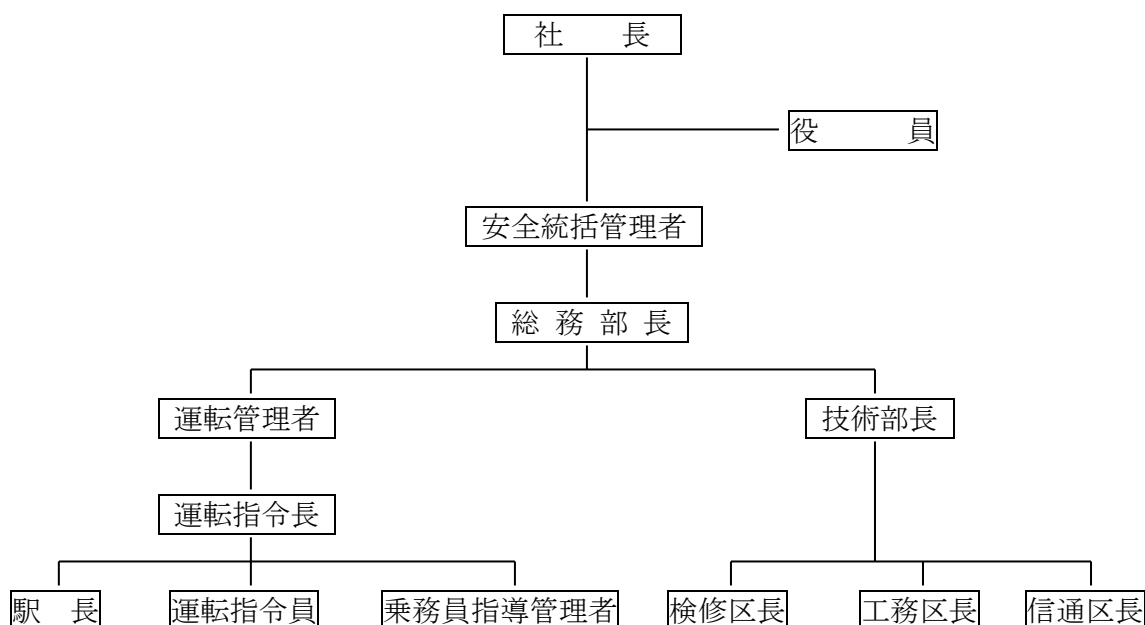 社　　長
役　　　員
安全統括管理者
総 務 部 長
運転管理者
技術部長
運転指令長
駅　長
運転指令員
乗務員指導管理者
検修区長
工務区長
信通区長